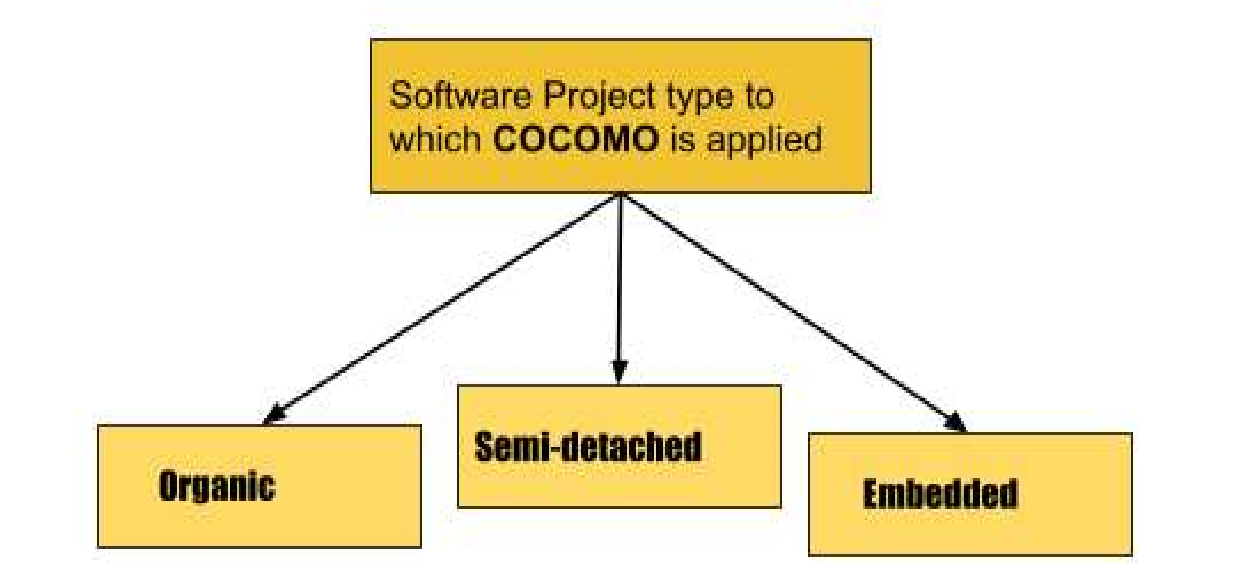 Software Project type to
which COCOMO is applied
Organic
Semi-detached
Embedded